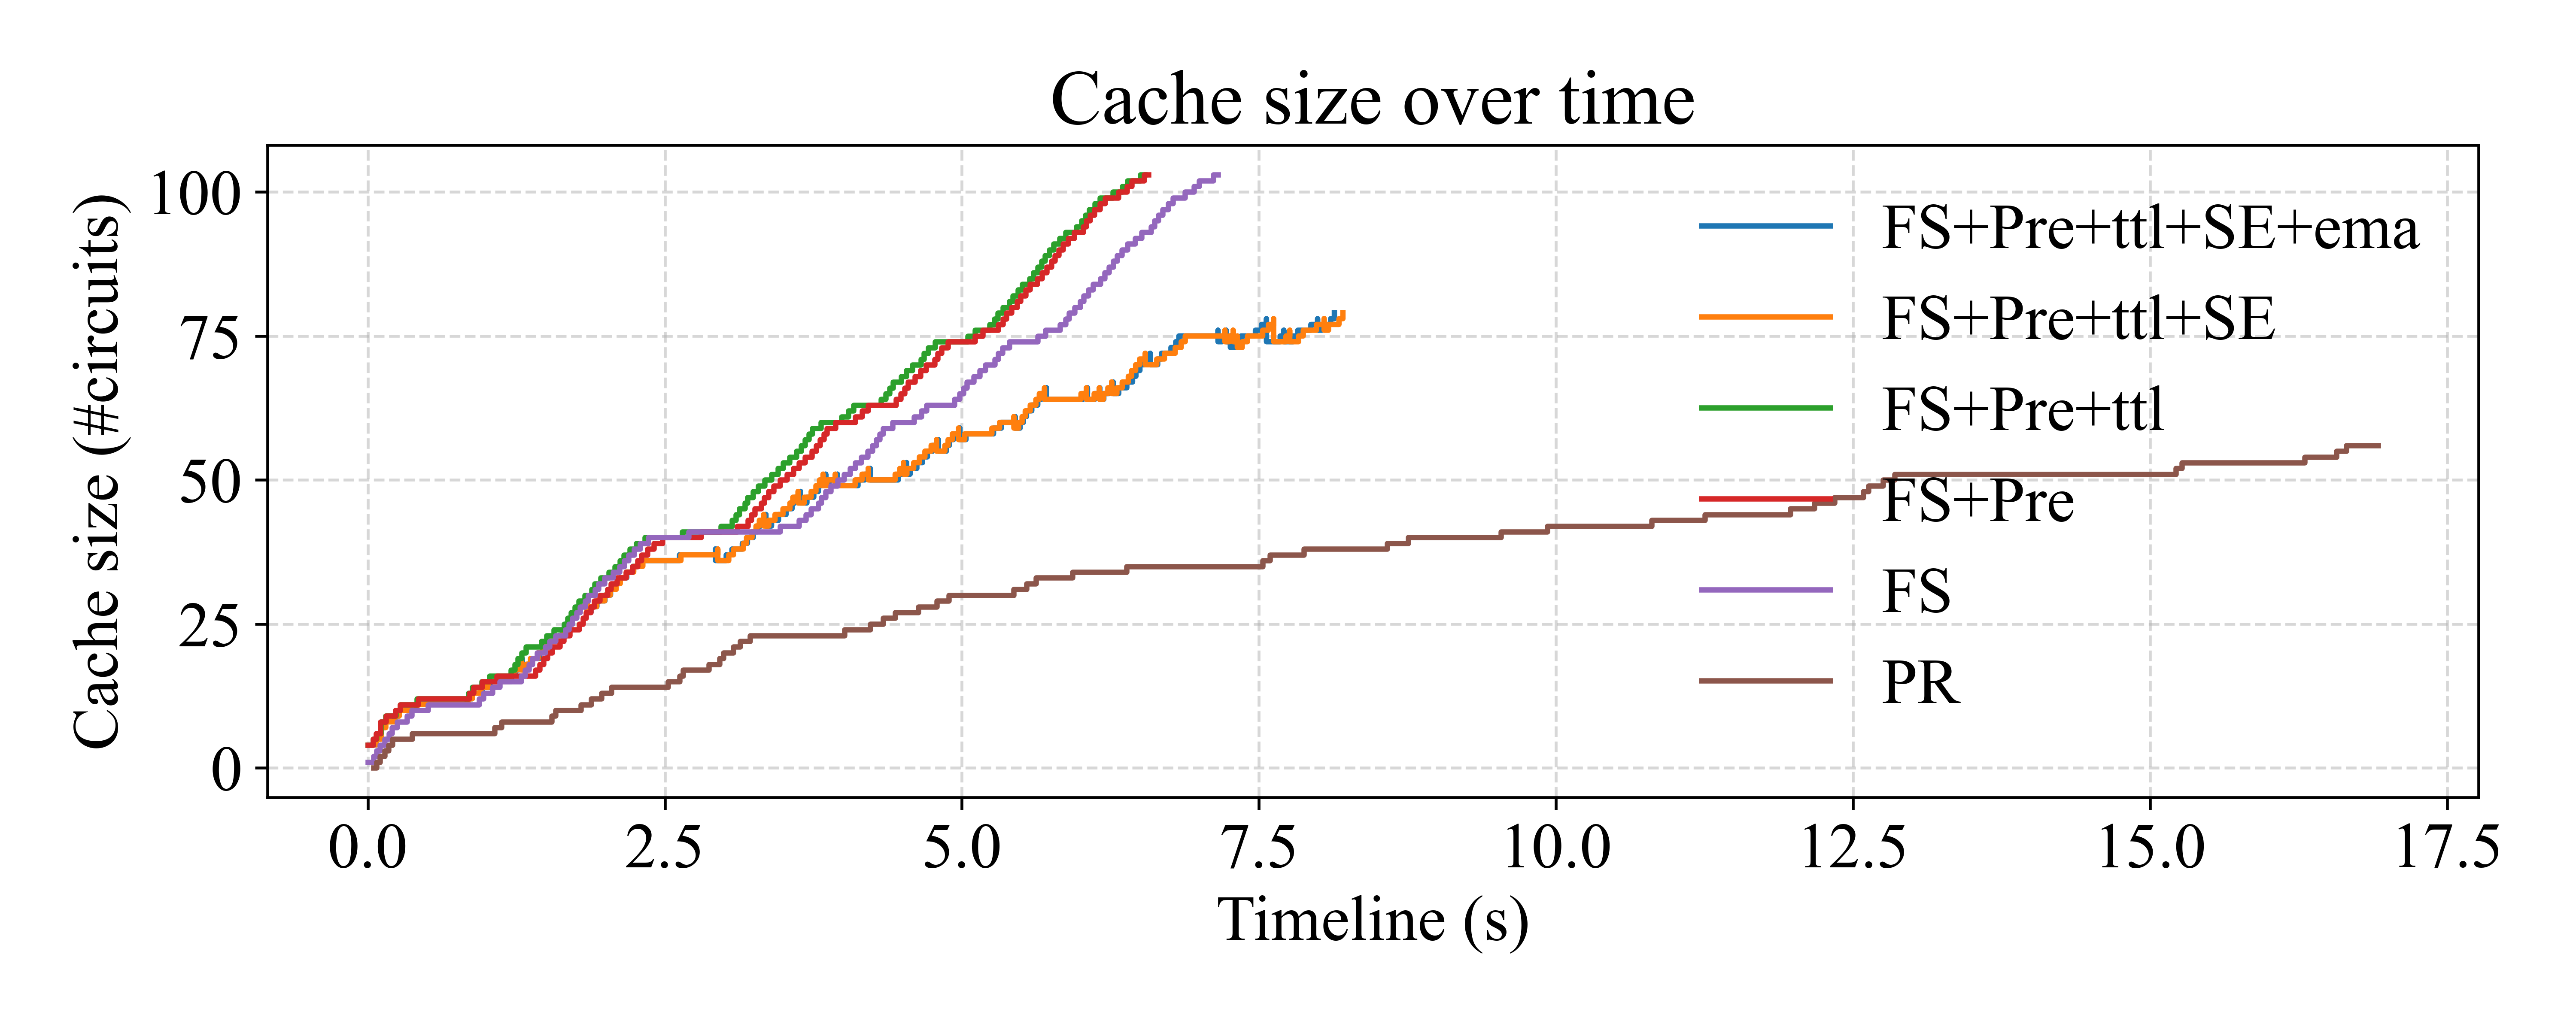 Cache size over time
Cache size (#circuits)
100
75
50
25
0
FS+Pre+ttl+SE+ema
FS+Pre+ttl+SE
FS+Pre+ttl
FS+Pre
FS
PR
0.0 2.5 5.0 7.5 10.0 12.5 15.0 17.5
Timeline (s)